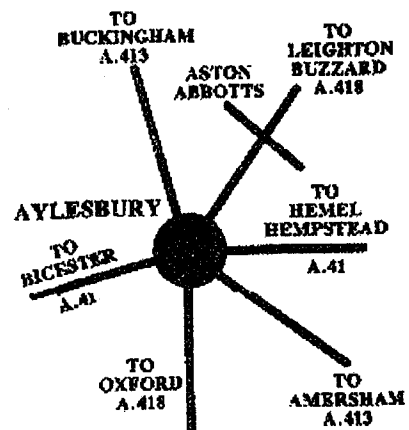 TO
BUCKINGHAM
A.413
TO
LEIGHTON
BUZZARD
A.418
ASTON
ABBOTTS
AYLESBURY
TO
HEMEL
HEMPSTEAD
A.41
TO
BICESTER
A.41
TO
OXFORD
A.418
TO
AMERSHAM
A.413